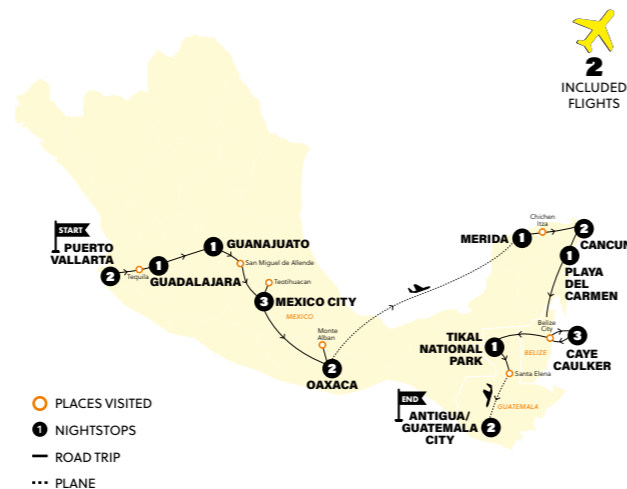 2
INCLUDED
FLIGHTS
START
PUERTO
VALLARTA
2
Tequila
1
GUADALAJARA
1
GUANAJUATO
San Miguel de Allende
Teotihuacan
3
MEXICO CITY
MEXICO
Monte
Alban
2
OAXACA
MERIDA
1
Chichen
Itza
2
CANCUN
1
PLAYA
DEL
CARMEN
Belize
City
3
CAYE
CAULKER
BELIZE
TIKAL
NATIONAL
PARK
1
Santa Elena
GUATEMALA
END
ANTIGUA/
GUATEMALA
CITY
2
PLACES VISITED
1
NIGHTSTOPS
ROAD TRIP
PLANE